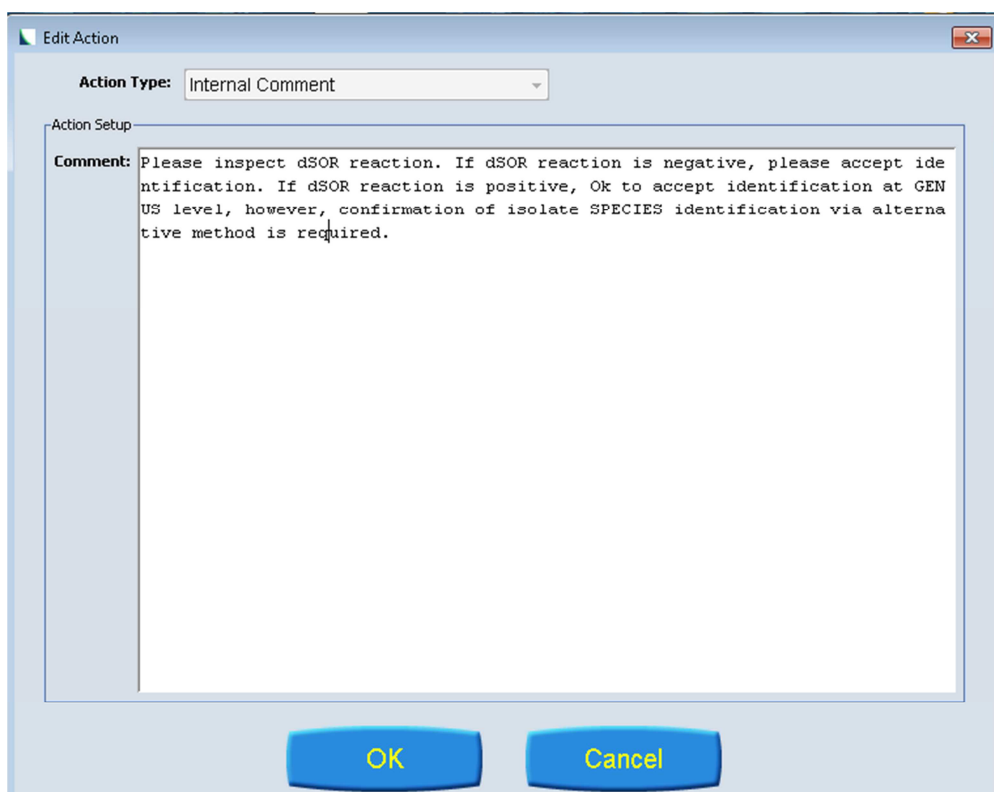 Edit Action
Action Type: Internal Comment
Action Setup
Comment: Please inspect dSOR reaction. If dSOR reaction is negative, please accept ide
ntification. If dSOR reaction is positive, Ok to accept identification at GEN
US level, however, confirmation of isolate SPECIES identification via alterna
tive method is required.
OK Cancel